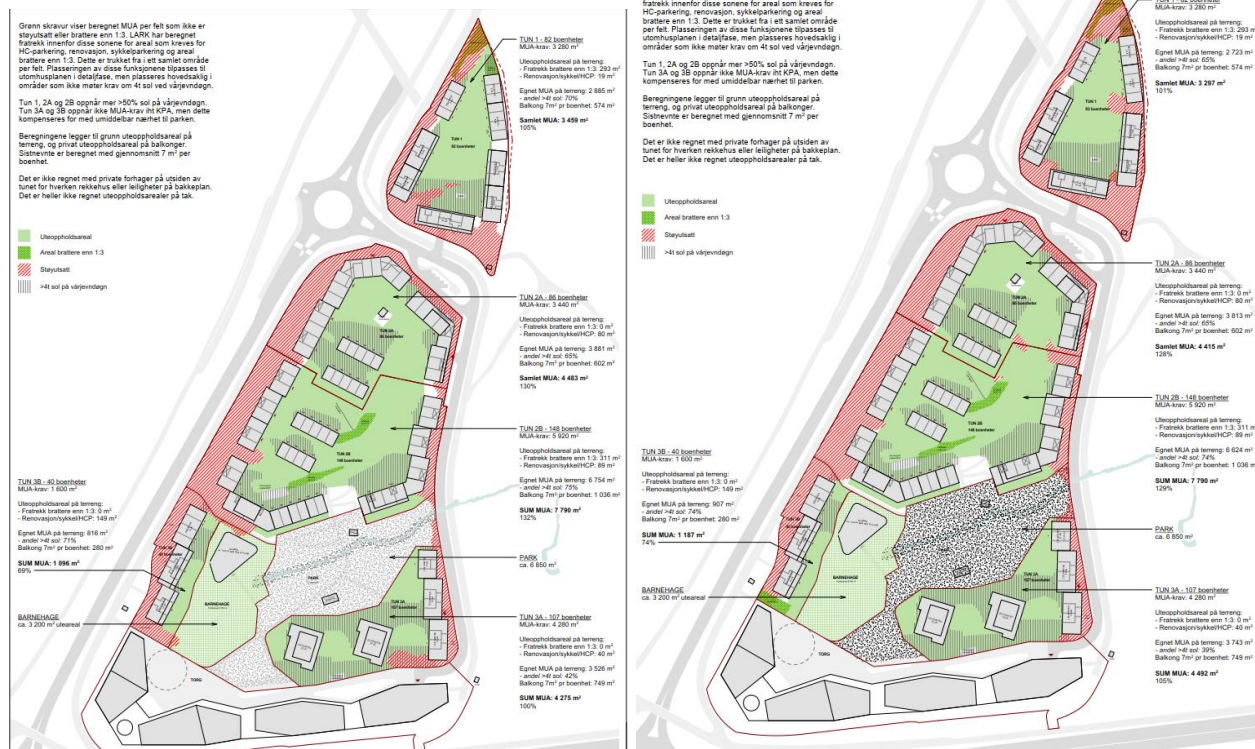 Grønn skravur viser beregnet MUA per felt som ikke er
støyutsatt eller brattere enn 1:3. LARK har beregnet
fratrekk innenfor disse sonene for areal som kreves for
HC-parkering, renovasjon, sykkelparkering og areal
brattere enn 1:3. Dette er trukket fra i ett samlet område
per felt. Plasseringen av disse funksjonene tilpasses til
utomhusplanen i detaljfase, men plasseres hovedsaklig i
områder som ikke møter krav om 4t sol ved vårjevndøgn.
Tun 1, 2A og 2B oppnår mer >50% sol på vårjevndøgn.
Tun 3A og 3B oppnår ikke MUA-krav iht KPA, men dette
kompenseres for med umiddelbar nærhet til parken.
Beregningene legger til grunn uteoppholdsareal på
terreng, og privat uteoppholdsareal på balkonger.
Sistnevnte er beregnet med gjennomsnitt 7 m² per
boenhet.
Det er ikke regnet med private forhager på utsiden av
tunet for hverken rekkehus eller leiligheter på bakkeplan.
Det er heller ikke regnet uteoppholdsarealer på tak.
Uteoppholdsareal
Areal brattere enn 1:3
Støyutsatt
>4t sol på vårjevndøgn
TUN 1 - 82 boenheter
MUA-krav: 3 280 m²
Uteoppholdsareal på terreng:
- Fratrekk brattere enn 1:3: 293 m²
- Renovasjon/sykkel/HCP: 19 m²
Egnet MUA på terreng: 2 885 m²
- andel >4t sol: 70%
Balkong 7m² pr boenhet: 574 m²
Samlet MUA: 3 459 m²
105%
TUN 1
82 boenheter
TUN 2A - 86 boenheter
MUA-krav: 3 440 m²
Uteoppholdsareal på terreng:
- Fratrekk brattere enn 1:3: 0 m²
- Renovasjon/sykkel/HCP: 80 m²
Egnet MUA på terreng: 3 881 m²
- andel >4t sol: 65%
Balkong 7m² pr boenhet: 602 m²
Samlet MUA: 4 483 m²
130%
TUN 2A
86 boenheter
TUN 2B - 148 boenheter
MUA-krav: 5 920 m²
Uteoppholdsareal på terreng:
- Fratrekk brattere enn 1:3: 311 m²
- Renovasjon/sykkel/HCP: 89 m²
Egnet MUA på terreng: 6 754 m²
- andel >4t sol: 75%
Balkong 7m² pr boenhet: 1 036 m²
SUM MUA: 7 790 m²
132%
TUN 2B
148 boenheter
TUN 3B - 40 boenheter
MUA-krav: 1 600 m²
Uteoppholdsareal på terreng:
- Fratrekk brattere enn 1:3: 0 m²
- Renovasjon/sykkel/HCP: 149 m²
Egnet MUA på terreng: 816 m²
- andel >4t sol: 71%
Balkong 7m² pr boenhet: 280 m²
SUM MUA: 1 096 m²
69%
BARNEHAGE
ca. 3 200 m² uteareal
PARK
ca. 6 850 m²
PARK
BARNEHAGE
TUN 3A
107 boenheter
TORG
TUN 3A - 107 boenheter
MUA-krav: 4 280 m²
Uteoppholdsareal på terreng:
- Fratrekk brattere enn 1:3: 0 m²
- Renovasjon/sykkel/HCP: 40 m²
Egnet MUA på terreng: 3 526 m²
- andel >4t sol: 42%
Balkong 7m² pr boenhet: 749 m²
SUM MUA: 4 275 m²
100%
fratrekk innenfor disse sonene for areal som kreves for
HC-parkering, renovasjon, sykkelparkering og areal
brattere enn 1:3. Dette er trukket fra i ett samlet område
per felt. Plasseringen av disse funksjonene tilpasses til
utomhusplanen i detaljfase, men plasseres hovedsaklig i
områder som ikke møter krav om 4t sol ved vårjevndøgn.
Tun 1, 2A og 2B oppnår mer >50% sol på vårjevndøgn.
Tun 3A og 3B oppnår ikke MUA-krav iht KPA, men dette
kompenseres for med umiddelbar nærhet til parken.
Beregningene legger til grunn uteoppholdsareal på
terreng, og privat uteoppholdsareal på balkonger.
Sistnevnte er beregnet med gjennomsnitt 7 m² per
boenhet.
Det er ikke regnet med private forhager på utsiden av
tunet for hverken rekkehus eller leiligheter på bakkeplan.
Det er heller ikke regnet uteoppholdsarealer på tak.
Uteoppholdsareal
Areal brattere enn 1:3
Støyutsatt
>4t sol på vårjevndøgn
TUN 1 - 82 boenheter
MUA-krav: 3 280 m²
Uteoppholdsareal på terreng:
- Fratrekk brattere enn 1:3: 293 m
- Renovasjon/sykkel/HCP: 19 m²
Egnet MUA på terreng: 2 723 m²
- andel >4t sol: 65%
Balkong 7m² pr boenhet: 574 m²
Samlet MUA: 3 297 m²
101%
TUN 1
82 boenheter
TUN 2A - 86 boenheter
MUA-krav: 3 440 m²
Uteoppholdsareal på terreng:
- Fratrekk brattere enn 1:3: 0 m²
- Renovasjon/sykkel/HCP: 80 m²
Egnet MUA på terreng: 3 813 m²
- andel >4t sol: 65%
Balkong 7m² pr boenhet: 602 m²
Samlet MUA: 4 415 m²
128%
TUN 2A
86 boenheter
TUN 2B - 148 boenheter
MUA-krav: 5 920 m²
Uteoppholdsareal på terreng:
- Fratrekk brattere enn 1:3: 311 m
- Renovasjon/sykkel/HCP: 89 m²
Egnet MUA på terreng: 6 624 m²
- andel >4t sol: 74%
Balkong 7m² pr boenhet: 1 036 m
SUM MUA: 7 790 m²
129%
TUN 2B
148 boenheter
TUN 3B - 40 boenheter
MUA-krav: 1 600 m²
Uteoppholdsareal på terreng:
- Fratrekk brattere enn 1:3: 0 m²
- Renovasjon/sykkel/HCP: 149 m²
Egnet MUA på terreng: 907 m²
- andel >4t sol: 74%
Balkong 7m² pr boenhet: 280 m²
SUM MUA: 1 187 m²
74%
BARNEHAGE
ca. 3 200 m² uteareal
PARK
ca. 6 850 m²
BARNEHAGE
TUN 3A
107 boenheter
TORG
TUN 3A - 107 boenheter
MUA-krav: 4 280 m²
Uteoppholdsareal på terreng:
- Fratrekk brattere enn 1:3: 0 m²
- Renovasjon/sykkel/HCP: 40 m²
Egnet MUA på terreng: 3 743 m²
- andel >4t sol: 39%
Balkong 7m² pr boenhet: 749 m²
SUM MUA: 4 492 m²
105%